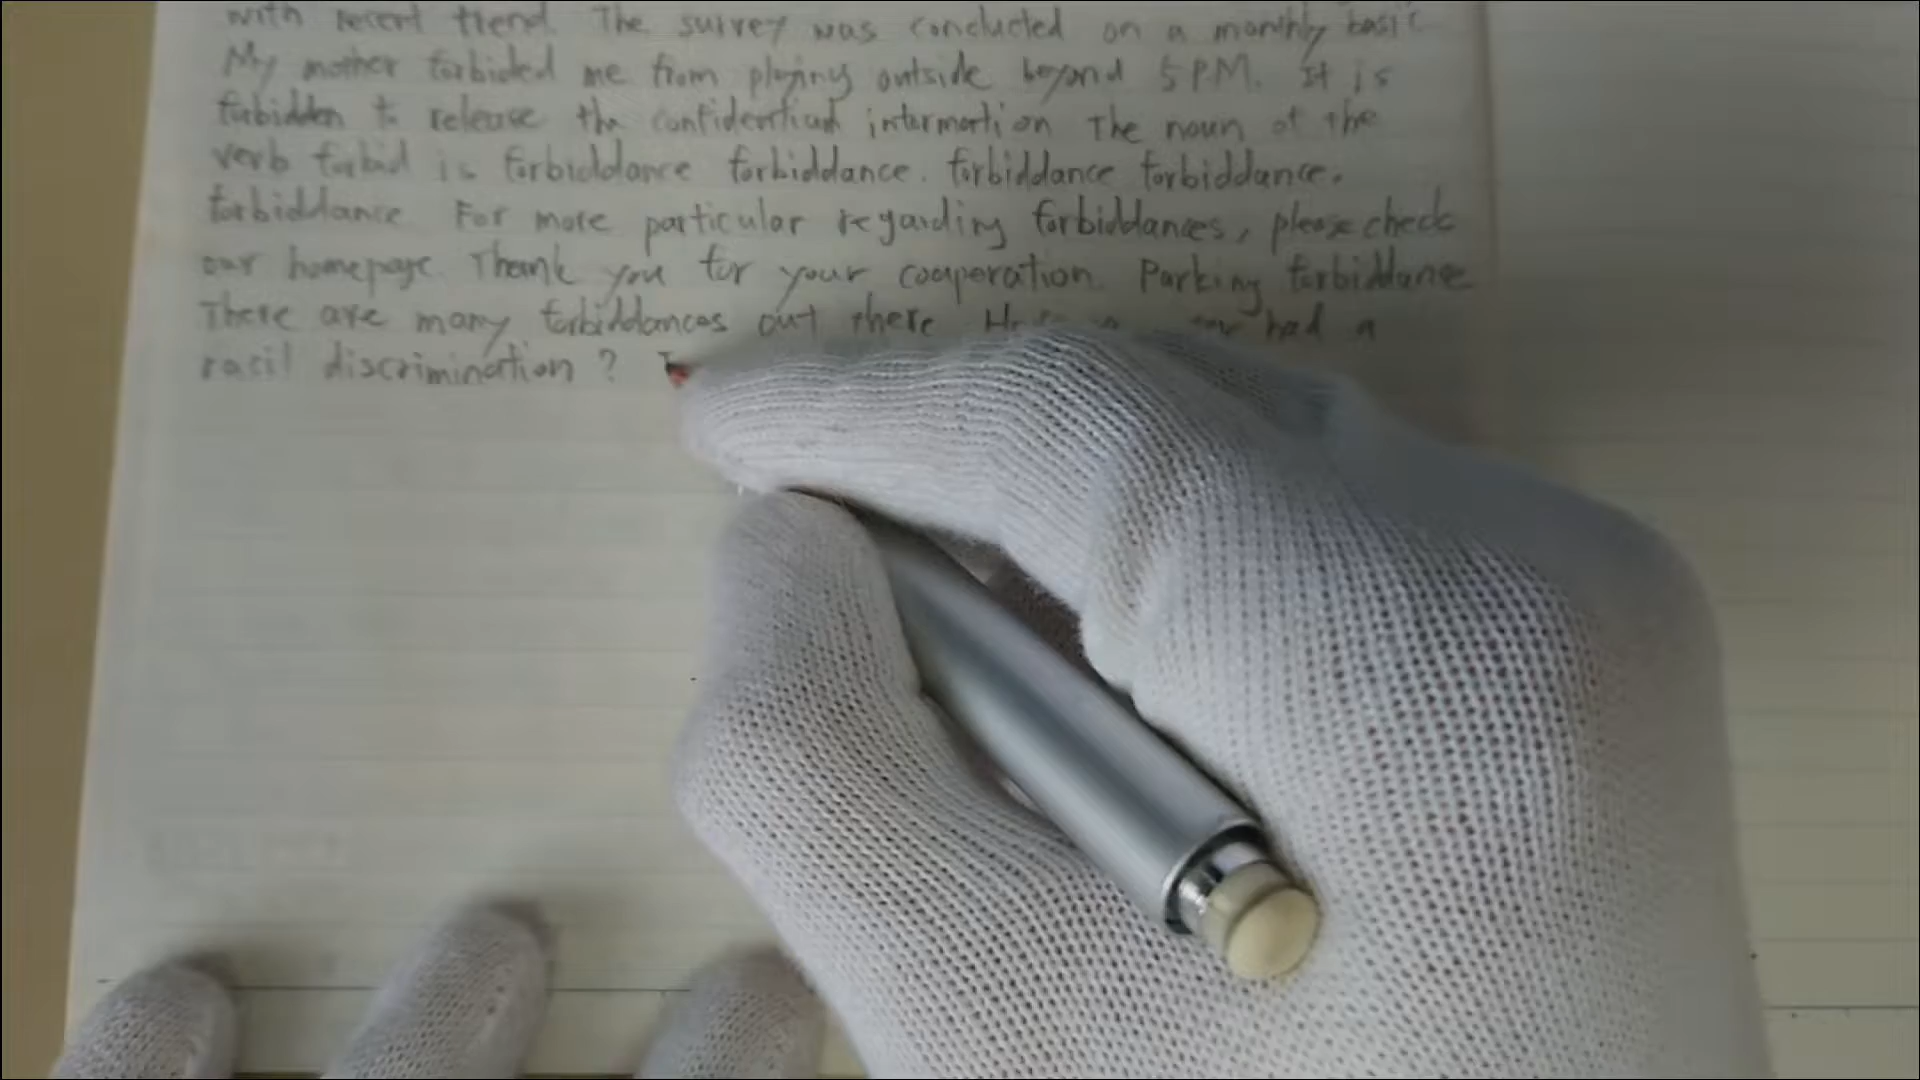 with recent trend. The survey was conducted on a monthly basic
My mother forbided me from playing outside beyond 5 P.M. It is
forbidden to release the confidential information The noun of the
verb forbid is forbiddance forbiddance. forbiddance forbiddance.
forbiddance For more particular regarding forbiddances, please check
our homepage Thank you for your cooperation. Parking forbiddance
There are many forbiddances out there had a
racil discrimination ?